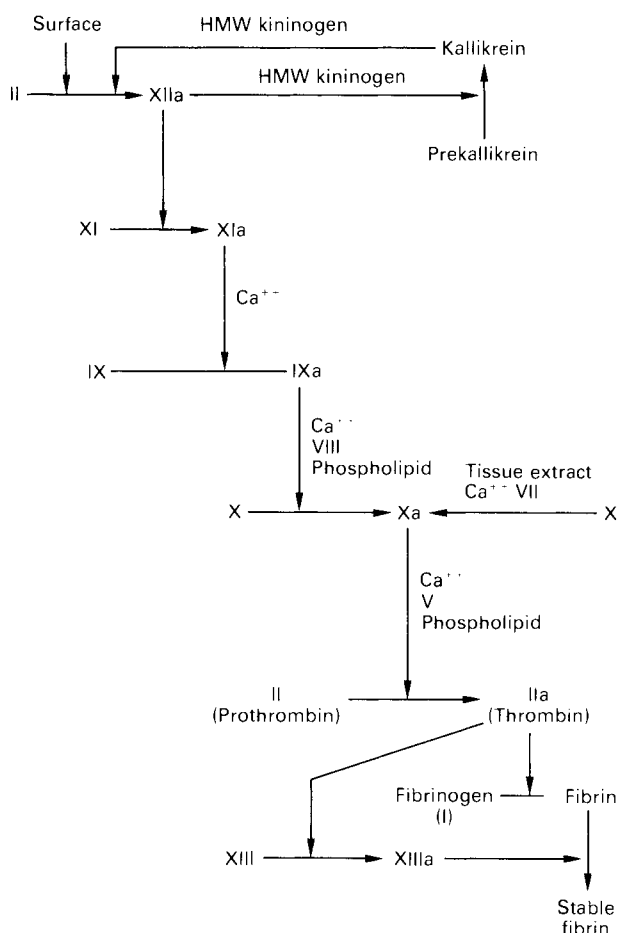 Surface
HMW kininogen
Kallikrein
HMW kininogen
II
XIIa
Prekallikrein
XI
XIa
Ca++
IX
IXa
Ca++
VIII
Phospholipid
Tissue extract
Ca++ VII
X
Xa
X
Ca++
V
Phospholipid
II
(Prothrombin)
IIa
(Thrombin)
Fibrinogen
(I)
Fibrin
XIII
XIIIa
Stable
fibrin